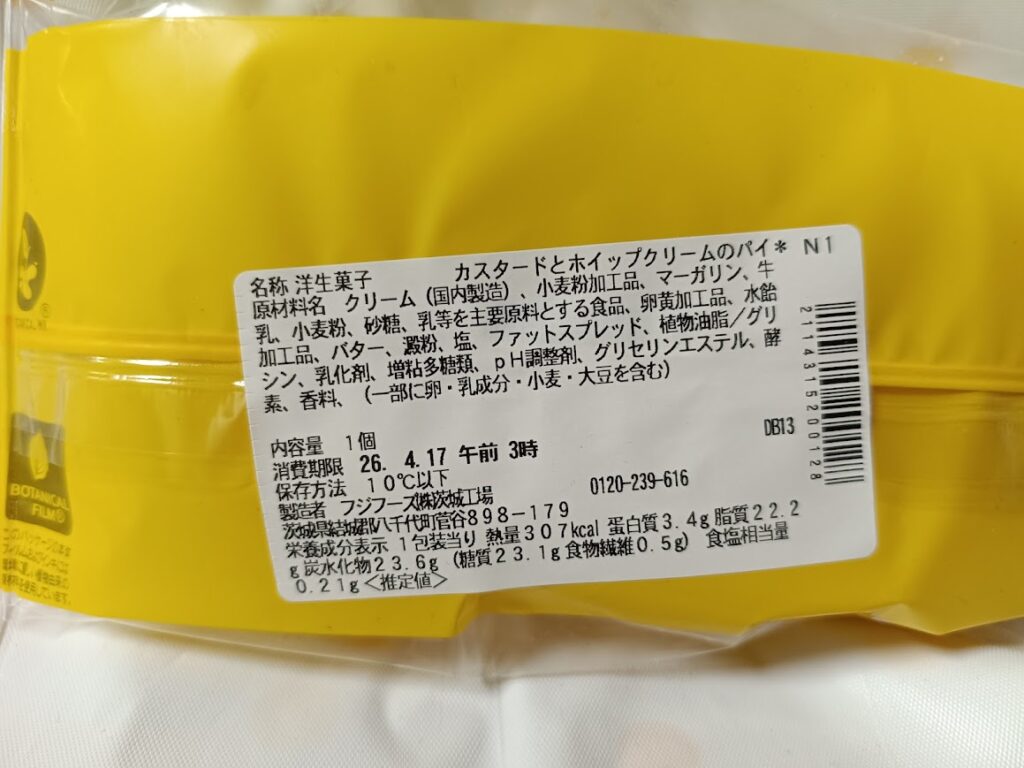 名称 洋生菓子 カスタードとホイップクリームのパイ* N1
原材料名 クリーム(国内製造)、小麦粉加工品、マーガリン、牛
乳、小麦粉、砂糖、乳等を主要原料とする食品、卵黄加工品、水飴
加工品、バター、澱粉、塩、ファットスプレッド、植物油脂/グリ
シン、乳化剤、増粘多糖類、pH調整剤、グリセリンエステル、酵
素、香料、(一部に卵・乳成分・小麦・大豆を含む)
2114315200128
DB13
内容量 1個
消費期限 26. 4.17 午前 3時
保存方法 10℃以下
製造者 フジフーズ㈱茨城工場 0120-239-616
茨城県結城郡八千代町菅谷898-179
栄養成分表示 1包装当り 熱量307kcal 蛋白質3.4g 脂質22.2
g 炭水化物23.6g (糖質23.1g 食物繊維0.5g) 食塩相当量
0.21g <推定値>
BOTANICAL
FILM